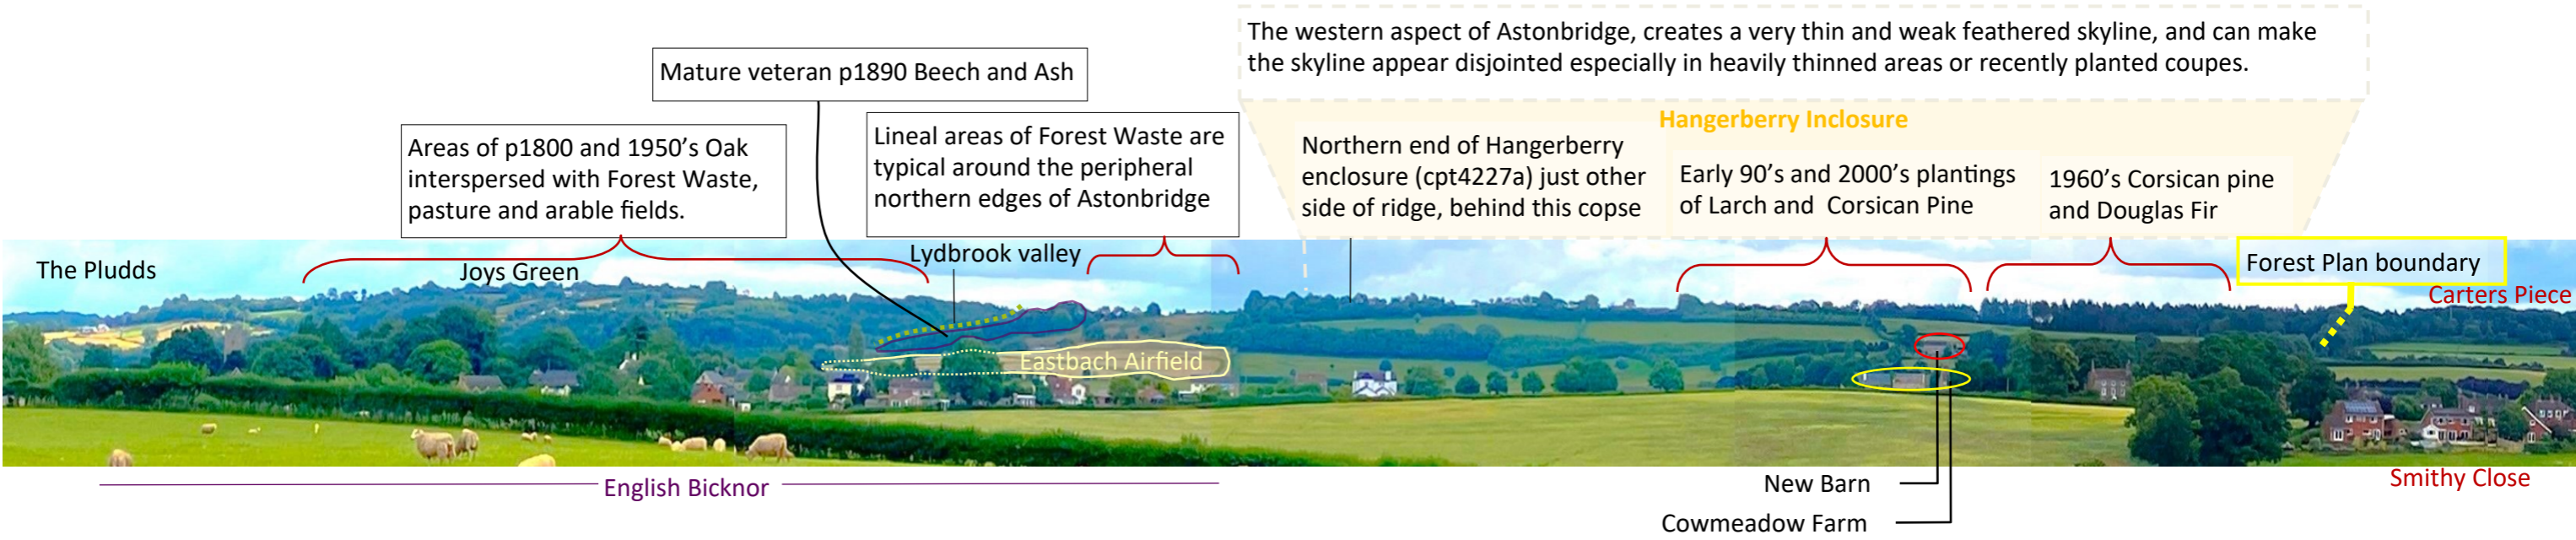 The western aspect of Astonbridge, creates a very thin and weak feathered skyline, and can make
the skyline appear disjointed especially in heavily thinned areas or recently planted coupes.
Mature veteran p1890 Beech and Ash
Hangerberry Inclosure
Areas of p1800 and 1950’s Oak
interspersed with Forest Waste,
pasture and arable fields.
Lineal areas of Forest Waste are
typical around the peripheral
northern edges of Astonbridge
Northern end of Hangerberry
enclosure (cpt4227a) just other
side of ridge, behind this copse
Early 90’s and 2000’s plantings
of Larch and Corsican Pine
1960’s Corsican pine
and Douglas Fir
The Pludds
Joys Green
Lydbrook valley
Forest Plan boundary
Carters Piece
Eastbach Airfield
English Bicknor
New Barn
Cowmeadow Farm
Smithy Close